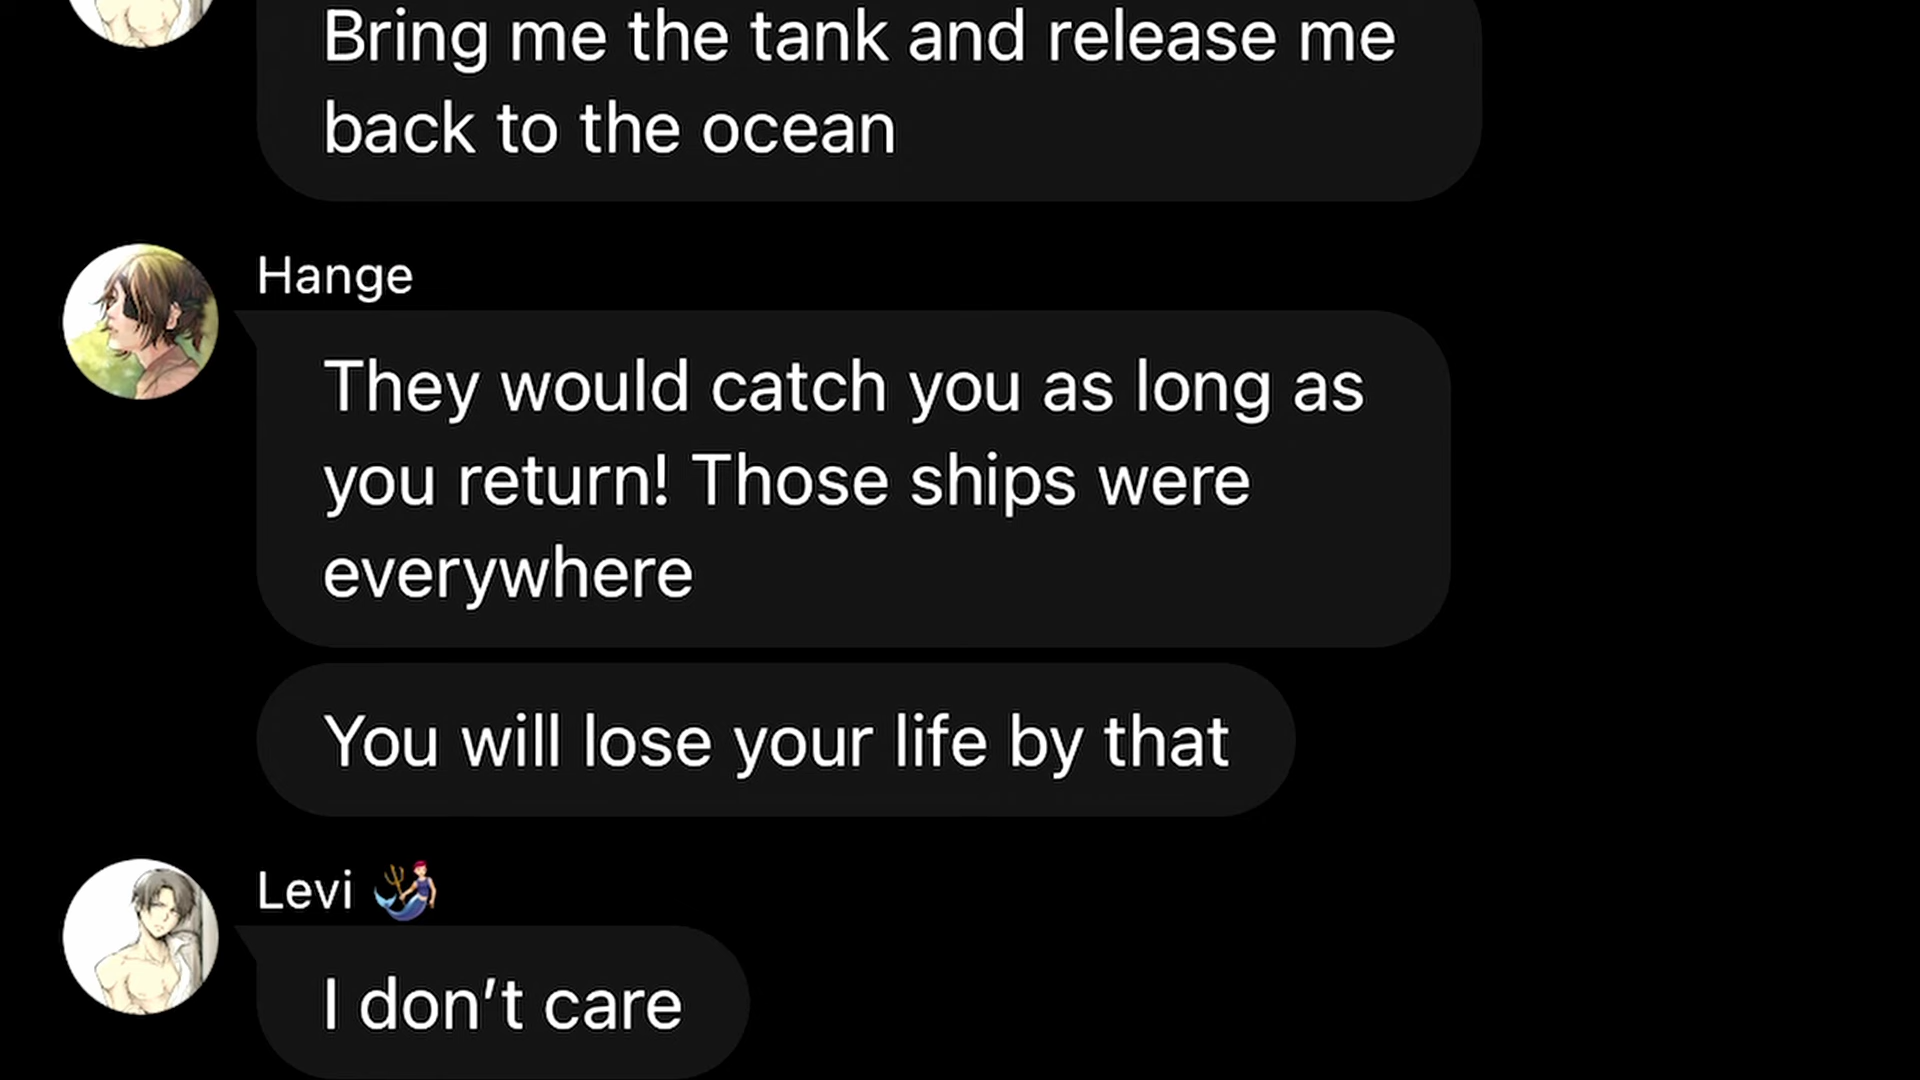 Bring me the tank and release me
back to the ocean
Hange
They would catch you as long as
you return! Those ships were
everywhere
You will lose your life by that
Levi 🧜‍♂️
I don’t care